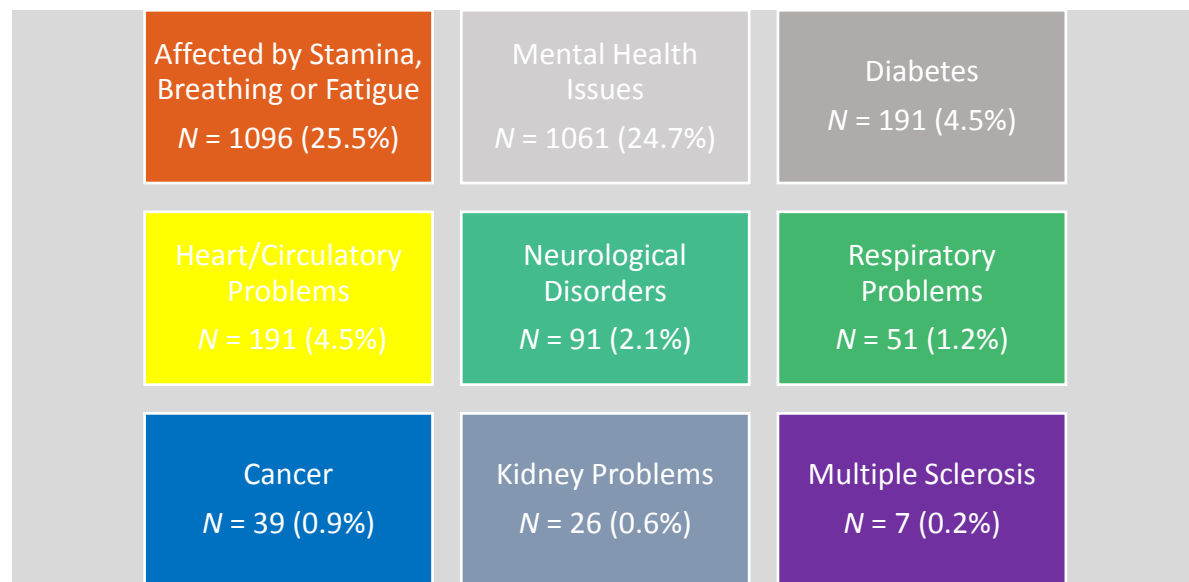 Affected by Stamina,
Breathing or Fatigue
N = 1096 (25.5%)
Mental Health
Issues
N = 1061 (24.7%)
Diabetes
N = 191 (4.5%)
Heart/Circulatory
Problems
N = 191 (4.5%)
Neurological
Disorders
N = 91 (2.1%)
Respiratory
Problems
N = 51 (1.2%)
Cancer
N = 39 (0.9%)
Kidney Problems
N = 26 (0.6%)
Multiple Sclerosis
N = 7 (0.2%)